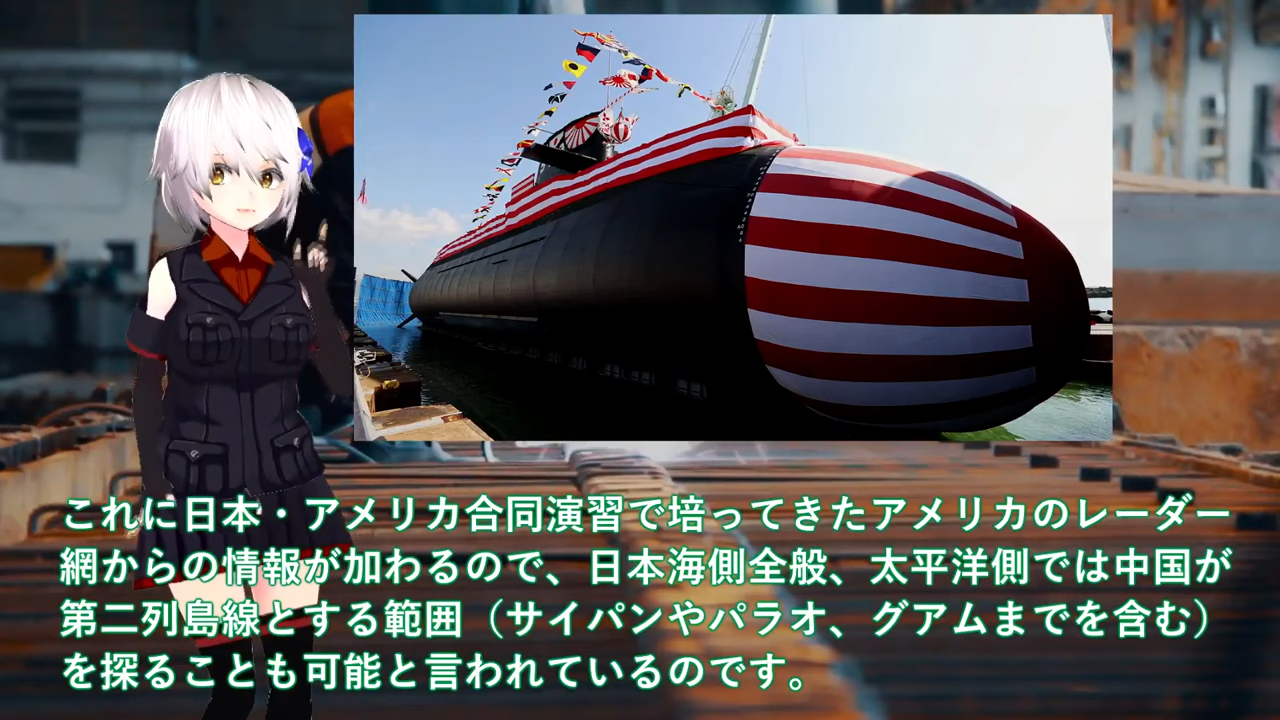 これに日本・アメリカ合同演習で培ってきたアメリカのレーダー
網からの情報が加わるので、日本海側全般、太平洋側では中国が
第二列島線とする範囲（サイパンやパラオ、グアムまでを含む）
を探ることも可能と言われているのです。